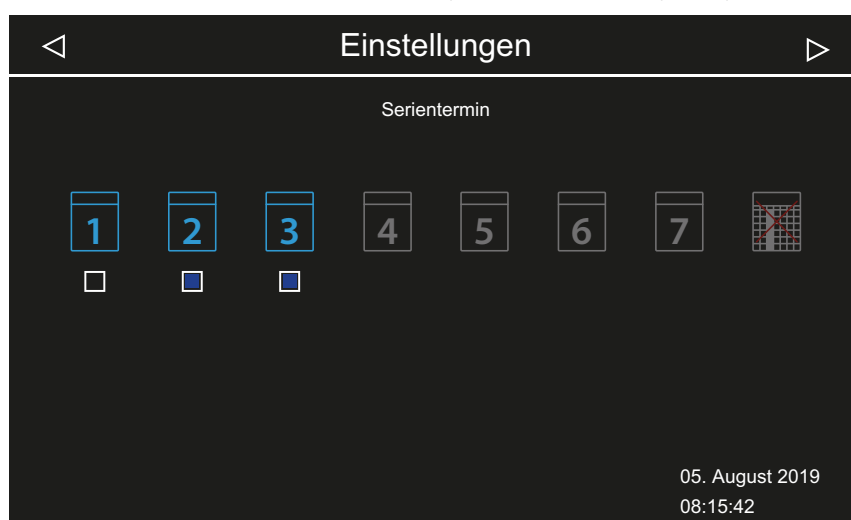 Einstellungen
Serientermin
1 2 3 4 5 6 7
05. August 2019
08:15:42